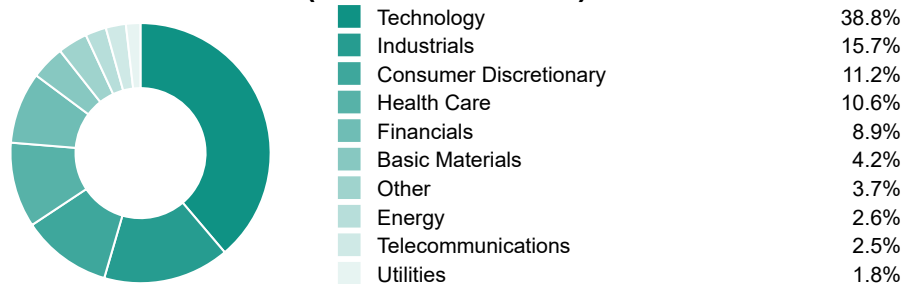 Technology 38.8%
Industrials 15.7%
Consumer Discretionary 11.2%
Health Care 10.6%
Financials 8.9%
Basic Materials 4.2%
Other 3.7%
Energy 2.6%
Telecommunications 2.5%
Utilities 1.8%